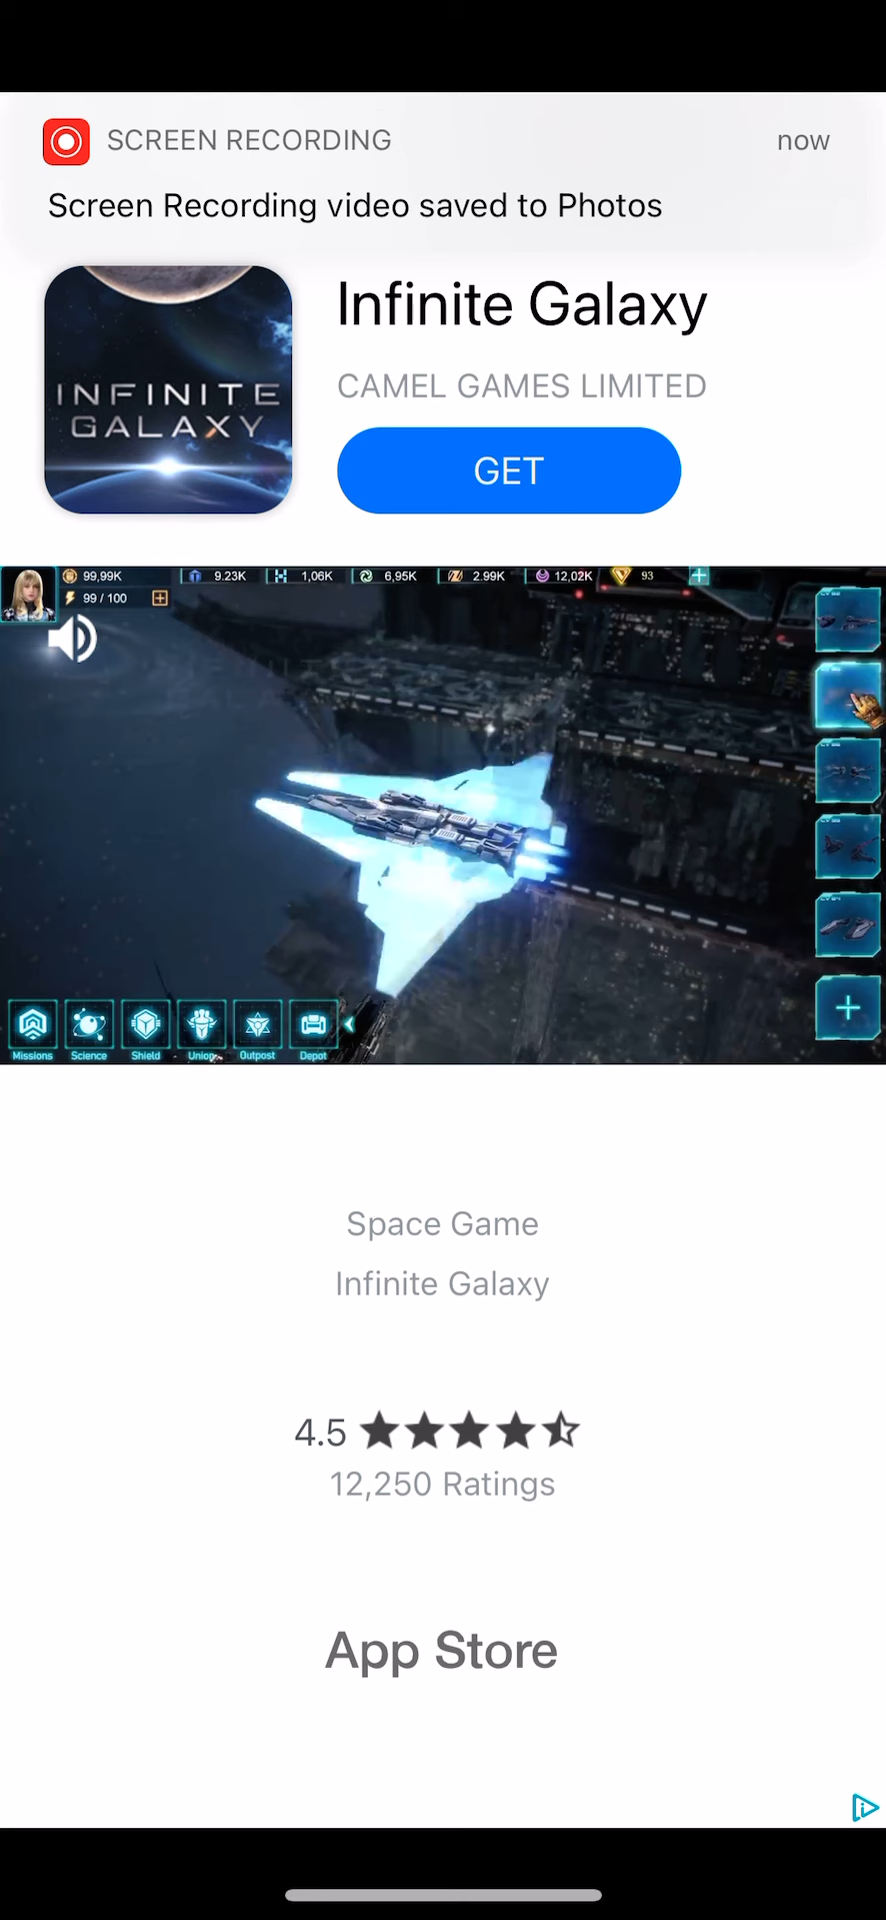 SCREEN RECORDING
now
Screen Recording video saved to Photos
INFINITE
GALAXY
Infinite Galaxy
CAMEL GAMES LIMITED
GET
99,99K
9.23K
1,06K
6,95K
2.99K
12,02K
93
99 / 100
Missions
Science
Shield
Union
Outpost
Depot
Space Game
Infinite Galaxy
4.5
12,250 Ratings
App Store